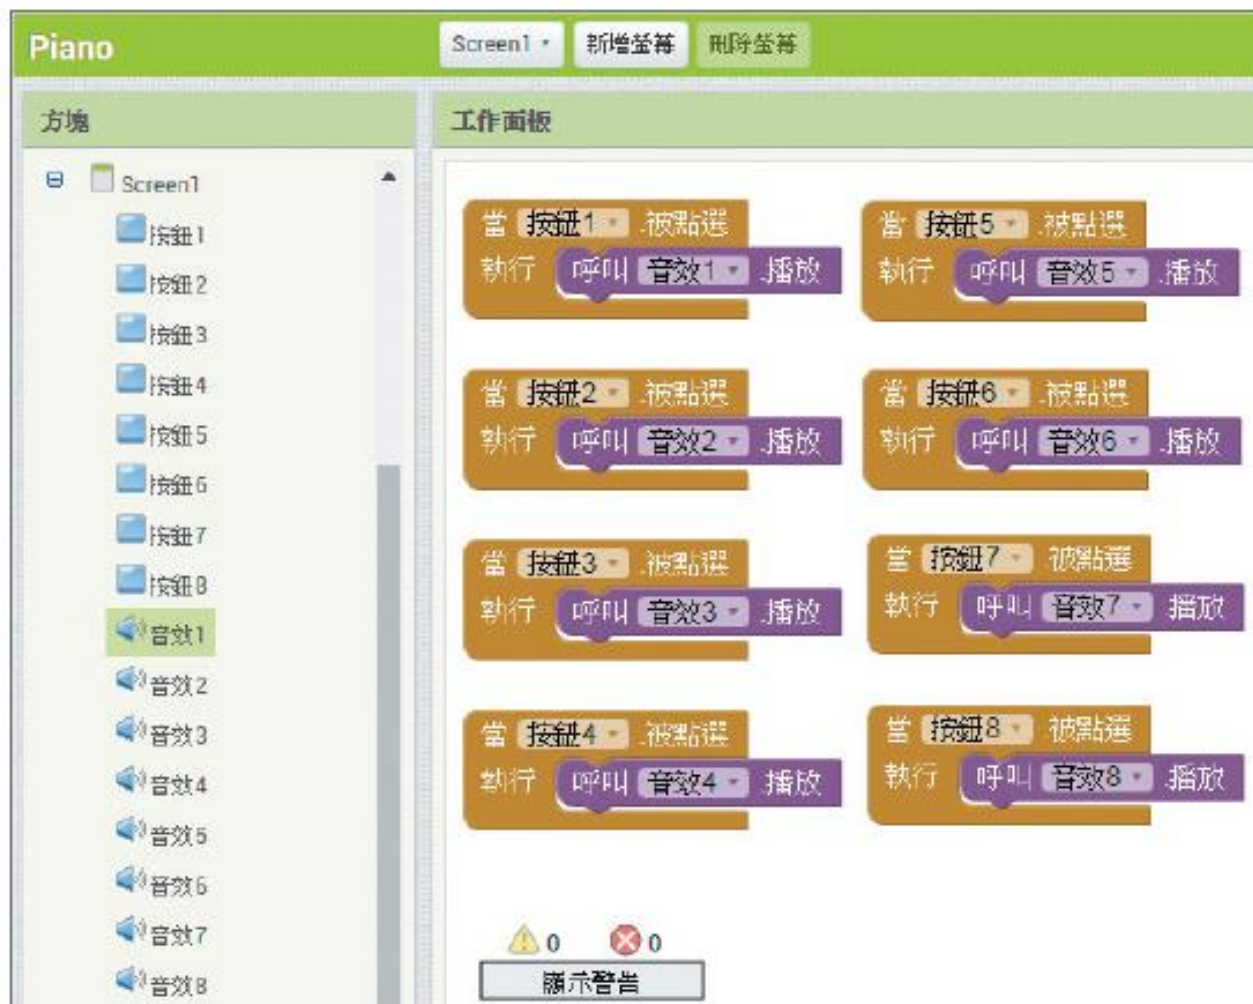 Piano
Screen1
新增螢幕
刪除螢幕
方塊
Screen1
按鈕1
按鈕2
按鈕3
按鈕4
按鈕5
按鈕6
按鈕7
按鈕8
音效1
音效2
音效3
音效4
音效5
音效6
音效7
音效8
工作面板
當 按鈕1 .被點選
執行 呼叫 音效1 .播放
當 按鈕2 .被點選
執行 呼叫 音效2 .播放
當 按鈕3 .被點選
執行 呼叫 音效3 .播放
當 按鈕4 .被點選
執行 呼叫 音效4 .播放
當 按鈕5 .被點選
執行 呼叫 音效5 .播放
當 按鈕6 .被點選
執行 呼叫 音效6 .播放
當 按鈕7 .被點選
執行 呼叫 音效7 .播放
當 按鈕8 .被點選
執行 呼叫 音效8 .播放
0 0
顯示警告